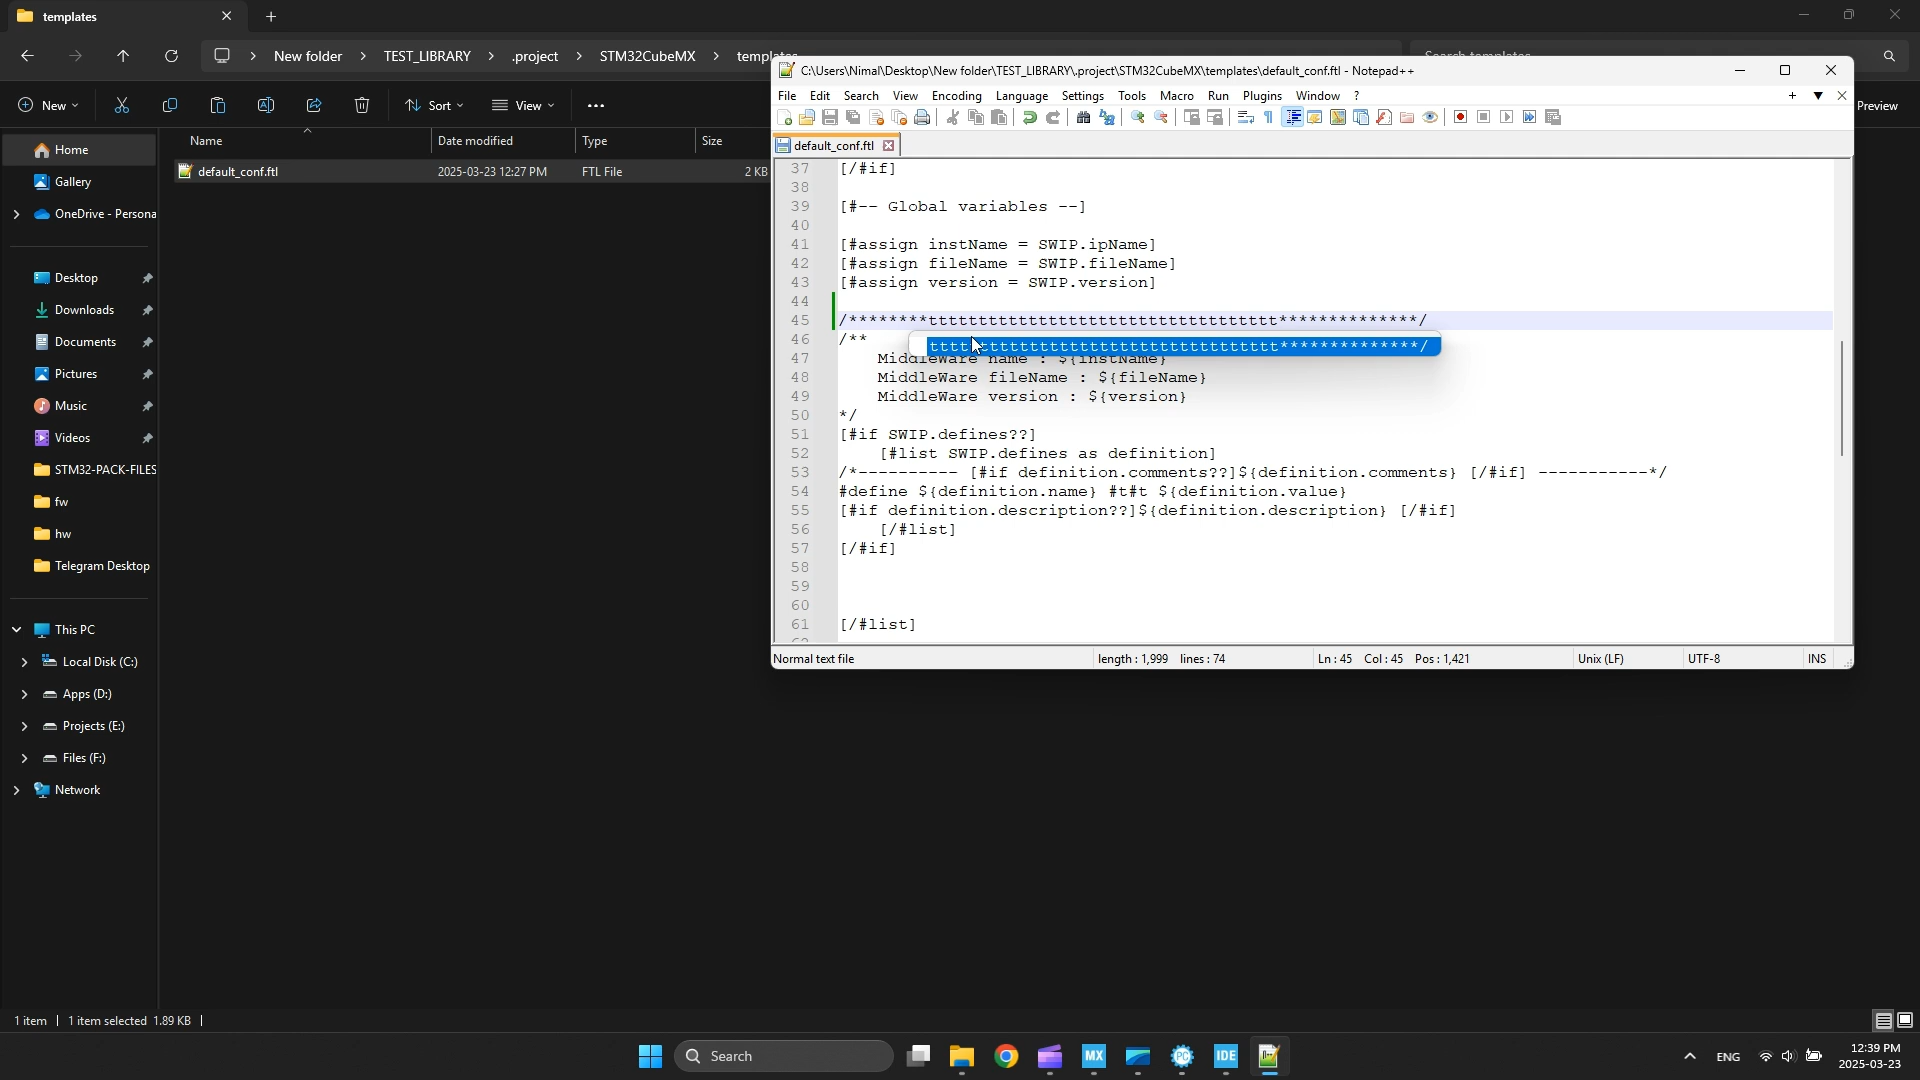 templates
New folder > TEST_LIBRARY > .project > STM32CubeMX >
New
Sort
View
Preview
Name
Date modified
Type
Size
default_conf.ftl
2025-03-23 12:27 PM
FTL File
2 KB
Home
Gallery
OneDrive - Persona
Desktop
Downloads
Documents
Pictures
Music
Videos
STM32-PACK-FILES
fw
hw
Telegram Desktop
This PC
Local Disk (C:)
Apps (D:)
Projects (E:)
Files (F:)
Network
1 item
1 item selected 1.89 KB
C:\Users\Nimal\Desktop\New folder\TEST_LIBRARY\.project\STM32CubeMX\templates\default_conf.ftl - Notepad++
File Edit Search View Encoding Language Settings Tools Macro Run Plugins Window ?
default_conf.ftl
37 [/#if]
38
39 [#-- Global variables --]
40
41 [#assign instName = SWIP.ipName]
42 [#assign fileName = SWIP.fileName]
43 [#assign version = SWIP.version]
44
45 /********ttttttttttttttttttttttttttttttttttt**************/
46 /**
47 MiddleWare name : ${instName}
48 MiddleWare fileName : ${fileName}
49 MiddleWare version : ${version}
50 */
51 [#if SWIP.defines??]
52 [#list SWIP.defines as definition]
53 /*---------- [#if definition.comments??]${definition.comments} [/#if] -----------*/
54 #define ${definition.name} #t#t ${definition.value}
55 [#if definition.description??]${definition.description} [/#if]
56 [/#list]
57 [/#if]
58
59
60
61 [/#list]
Normal text file
length : 1,999 lines : 74
Ln : 45 Col : 45 Pos : 1,421
Unix (LF)
UTF-8
INS
Search
MX
PC
IDE
ENG
12:39 PM
2025-03-23